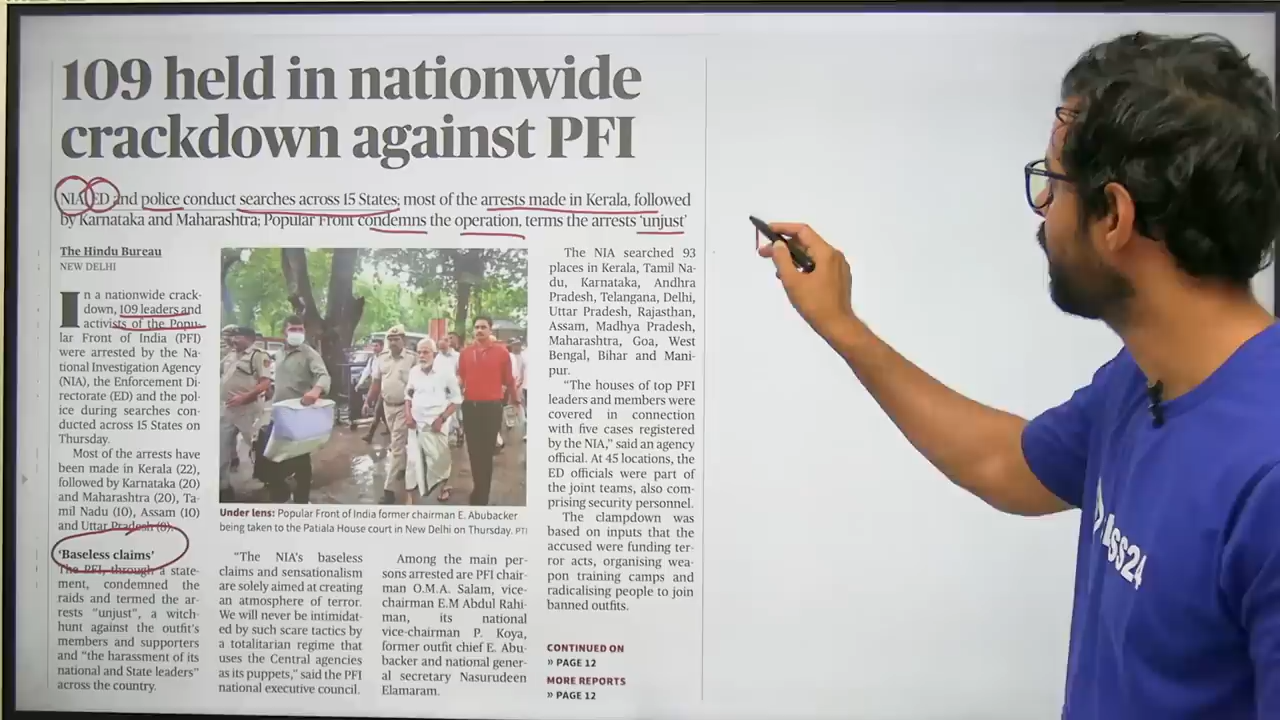 109 held in nationwide
crackdown against PFI
NIA, ED and police conduct searches across 15 States; most of the arrests made in Kerala, followed
by Karnataka and Maharashtra; Popular Front condemns the operation, terms the arrests ‘unjust’
The Hindu Bureau
NEW DELHI
In a nationwide crack-
down, 109 leaders and
activists of the Popu-
lar Front of India (PFI)
were arrested by the Na-
tional Investigation Agency
(NIA), the Enforcement Di-
rectorate (ED) and the pol-
ice during searches con-
ducted across 15 States on
Thursday.
Most of the arrests have
been made in Kerala (22),
followed by Karnataka (20)
and Maharashtra (20), Ta-
mil Nadu (10), Assam (10)
and Uttar Pradesh (8).
‘Baseless claims’
The PFI, through a state-
ment, condemned the
raids and termed the ar-
rests “unjust”, a witch-
hunt against the outfit’s
members and supporters
and “the harassment of its
national and State leaders”
across the country.
Under lens: Popular Front of India former chairman E. Abubacker
being taken to the Patiala House court in New Delhi on Thursday. PTI
“The NIA’s baseless
claims and sensationalism
are solely aimed at creating
an atmosphere of terror.
We will never be intimidat-
ed by such scare tactics by
a totalitarian regime that
uses the Central agencies
as its puppets,” said the PFI
national executive council.
Among the main per-
sons arrested are PFI chair-
man O.M.A. Salam, vice-
chairman E.M Abdul Rahi-
man, its national
vice-chairman P. Koya,
former outfit chief E. Abu-
backer and national gener-
al secretary Nasurudeen
Elamaram.
The NIA searched 93
places in Kerala, Tamil Na-
du, Karnataka, Andhra
Pradesh, Telangana, Delhi,
Uttar Pradesh, Rajasthan,
Assam, Madhya Pradesh,
Maharashtra, Goa, West
Bengal, Bihar and Mani-
pur.
“The houses of top PFI
leaders and members were
covered in connection
with five cases registered
by the NIA,” said an agency
official. At 45 locations, the
ED officials were part of
the joint teams, also com-
prising security personnel.
The clampdown was
based on inputs that the
accused were funding ter-
ror acts, organising wea-
pon training camps and
radicalising people to join
banned outfits.
CONTINUED ON
» PAGE 12
MORE REPORTS
» PAGE 12